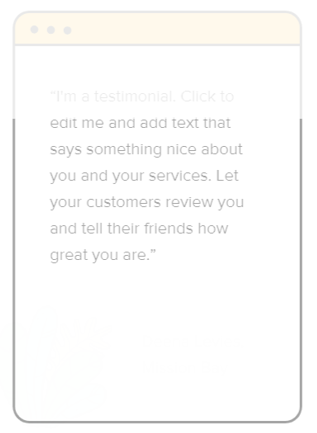 “I'm a testimonial. Click to
edit me and add text that
says something nice about
you and your services. Let
your customers review you
and tell their friends how
great you are.”